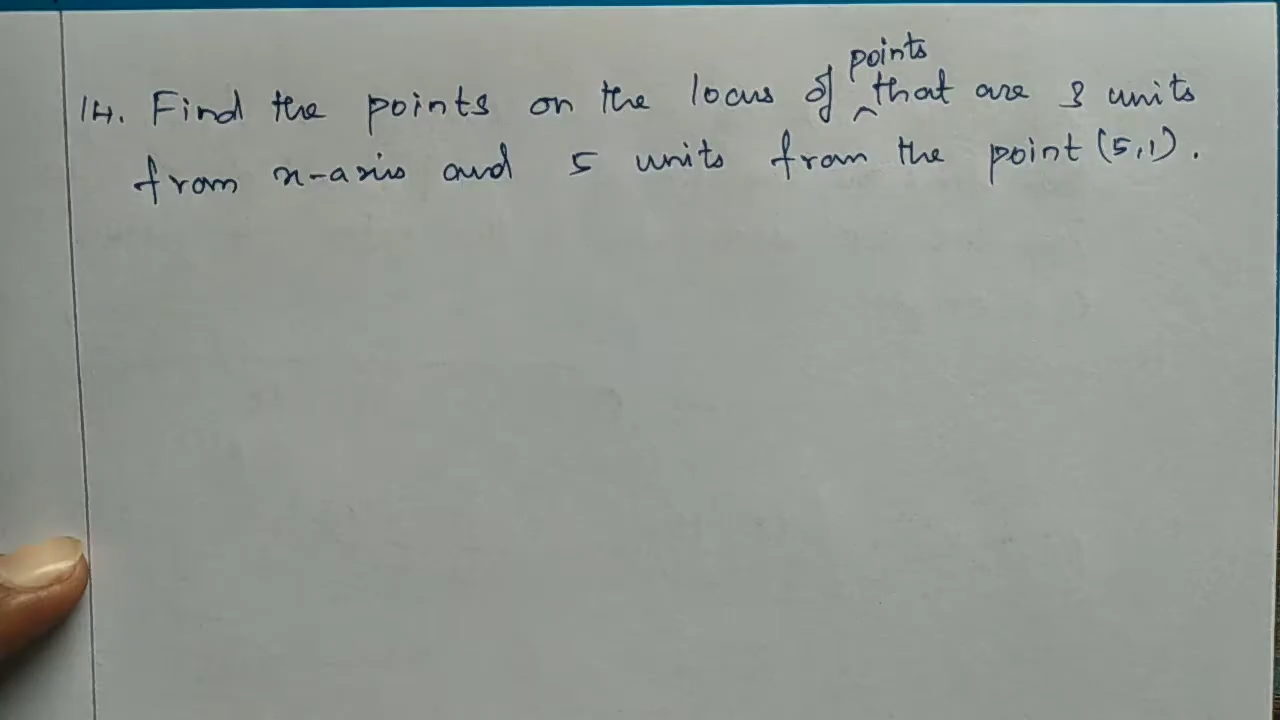 14. Find the points on the locus of points that are 3 units
from x-axis and 5 units from the point (5,1).